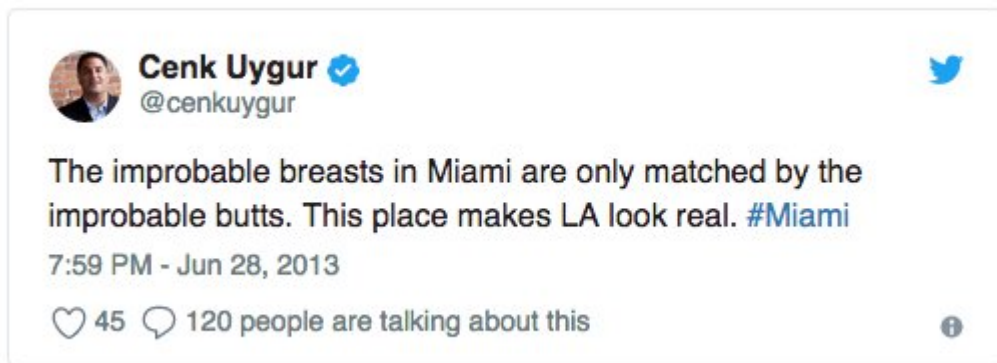 Cenk Uygur
@cenkuygur
The improbable breasts in Miami are only matched by the
improbable butts. This place makes LA look real. #Miami
7:59 PM - Jun 28, 2013
45 120 people are talking about this